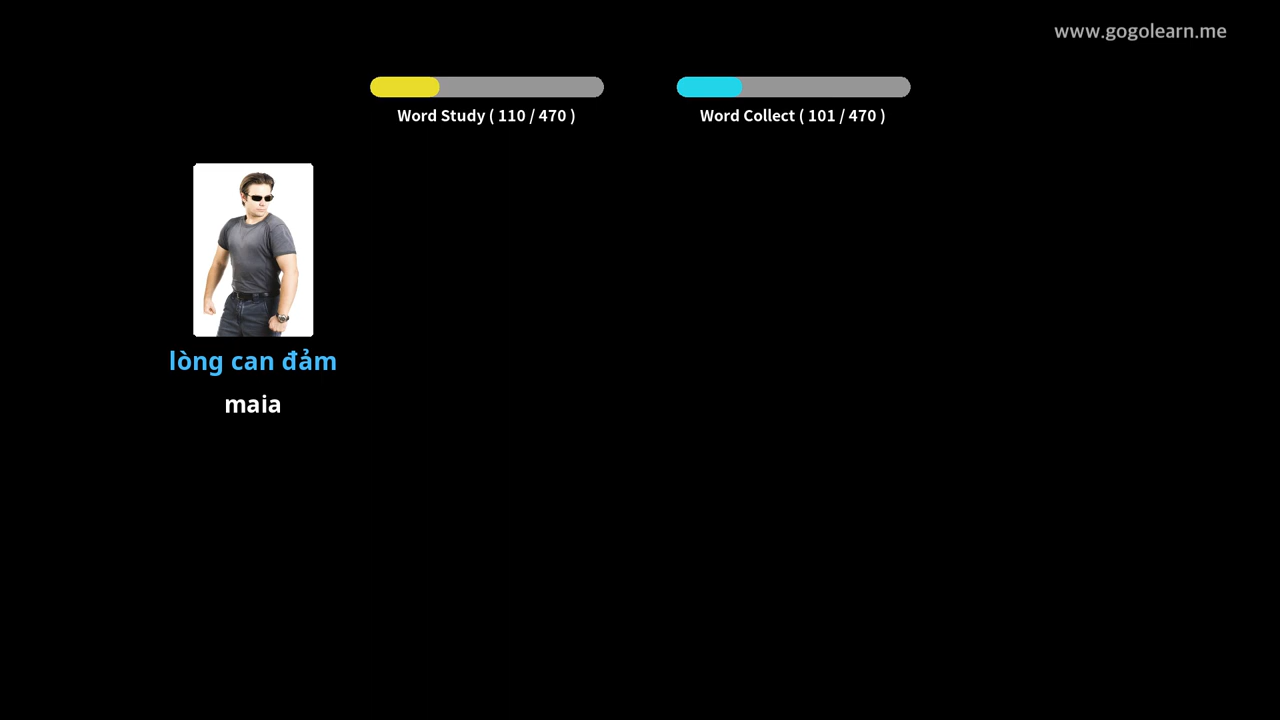 www.gogolearn.me
Word Study ( 110 / 470 )
Word Collect ( 101 / 470 )
lòng can đảm
maia